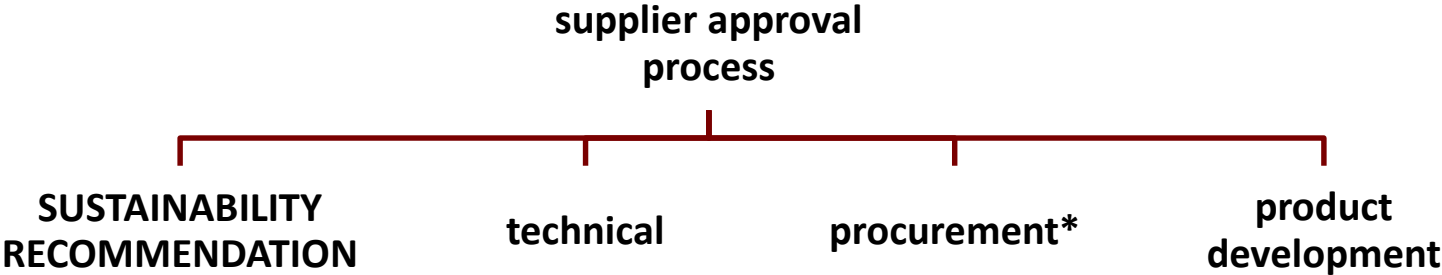 supplier approval
process
SUSTAINABILITY
RECOMMENDATION
technical
procurement*
product
development